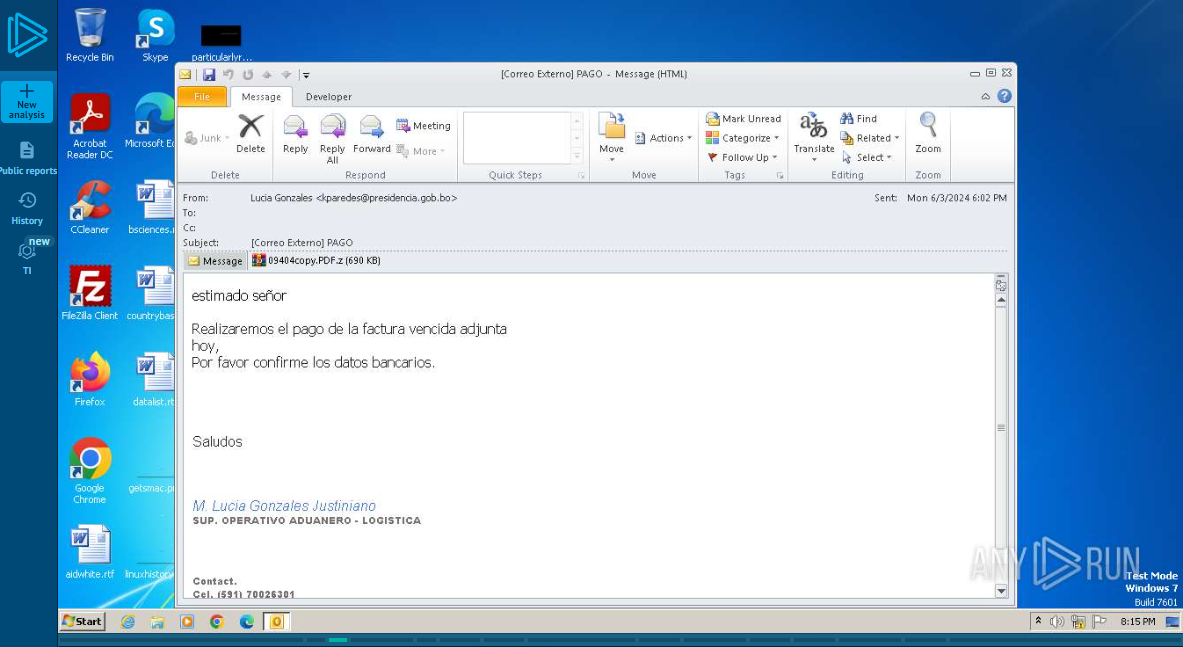 Recycle Bin
Skype
particularlyr...
New analysis
Acrobat Reader DC
Microsoft Ed
Public reports
History
new
TI
CCleaner
bsciences.r
FileZilla Client
countrybas
Firefox
datalist.rt
Google Chrome
getsmac.p
aidwhite.rtf
linuxhistory
[Correo Externo] PAGO - Message (HTML)
File
Message
Developer
Junk
Delete
Reply
Reply All
Forward
Meeting
More
Move
Actions
Mark Unread
Categorize
Follow Up
Translate
Find
Related
Select
Zoom
Delete
Respond
Quick Steps
Move
Tags
Editing
Zoom
From: Lucia Gonzales <kparedes@presidencia.gob.bo>
Sent: Mon 6/3/2024 6:02 PM
To:
Cc:
Subject: [Correo Externo] PAGO
Message
09404copy.PDF.z (690 KB)
estimado señor
Realizaremos el pago de la factura vencida adjunta
hoy,
Por favor confirme los datos bancarios.
Saludos
M. Lucia Gonzales Justiniano
SUP. OPERATIVO ADUANERO - LOGISTICA
Contact.
Cel. (591) 70026301
ANY RUN
Test Mode
Windows 7
Build 7601
Start
8:15 PM